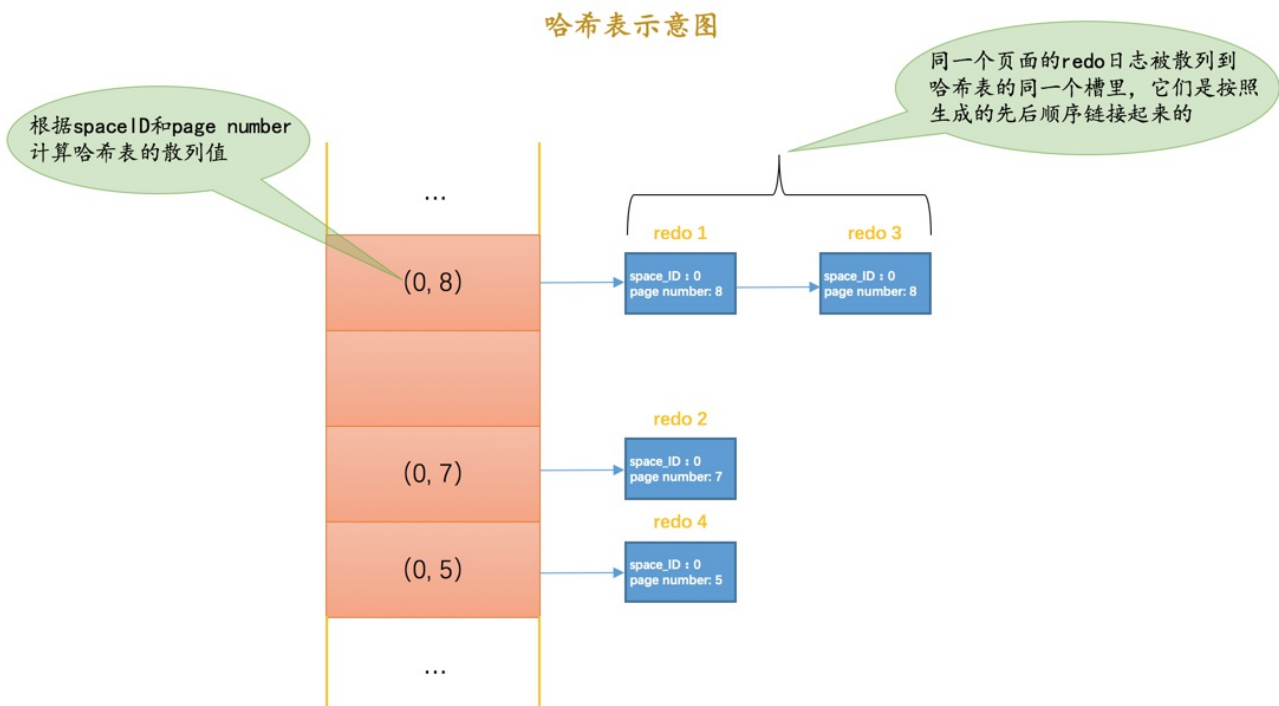 哈希表示意图
同一个页面的redo日志被散列到
哈希表的同一个槽里，它们是按照
生成的先后顺序链接起来的
根据spaceID和page number
计算哈希表的散列值
...
redo 1
redo 3
(0, 8)
space_ID：0
page number: 8
space_ID：0
page number: 8
redo 2
(0, 7)
space_ID：0
page number: 7
redo 4
(0, 5)
space_ID：0
page number: 5
...